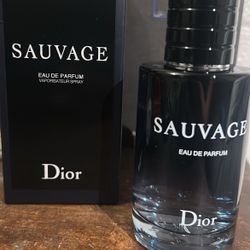 SAUVAGE
EAU DE PARFUM
VAPORISATEUR SPRAY
Dior
SAUVAGE
EAU DE PARFUM
Dior